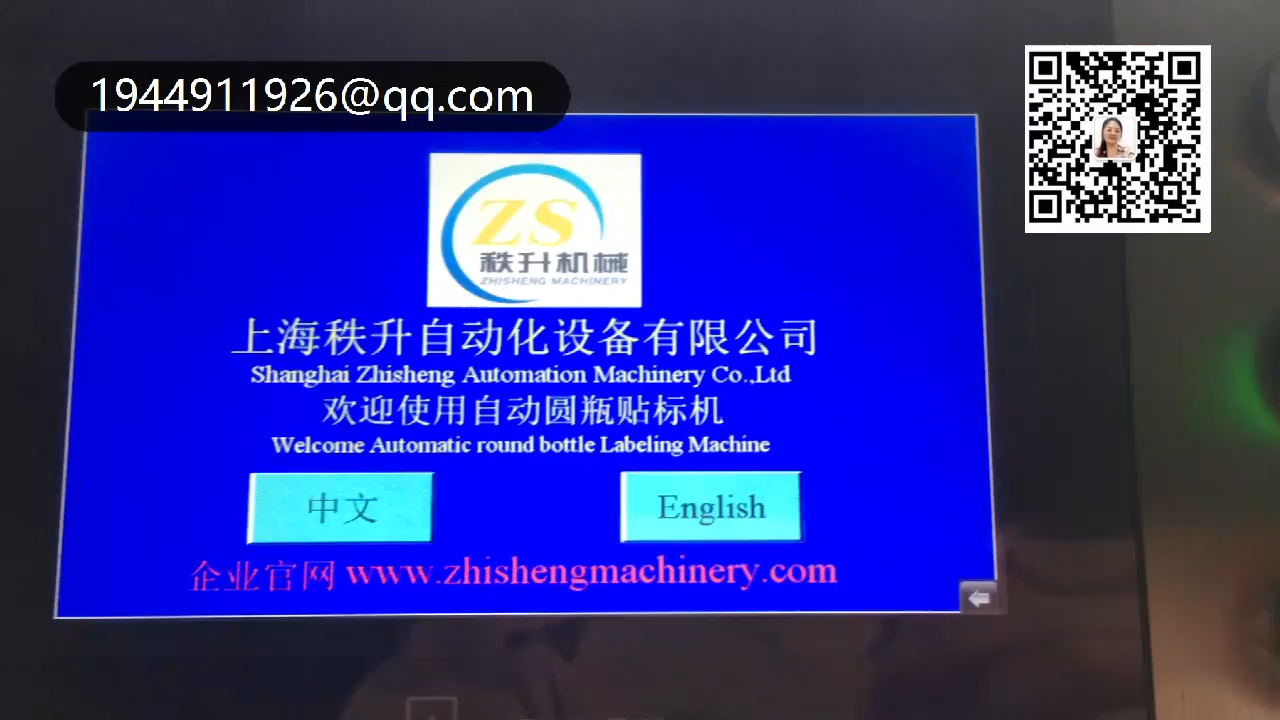 1944911926@qq.com
ZS
秩升机械
ZHISHENG MACHINERY
上海秩升自动化设备有限公司
Shanghai Zhisheng Automation Machinery Co.,Ltd
欢迎使用自动圆瓶贴标机
Welcome Automatic round bottle Labeling Machine
中文
English
企业官网 www.zhishengmachinery.com